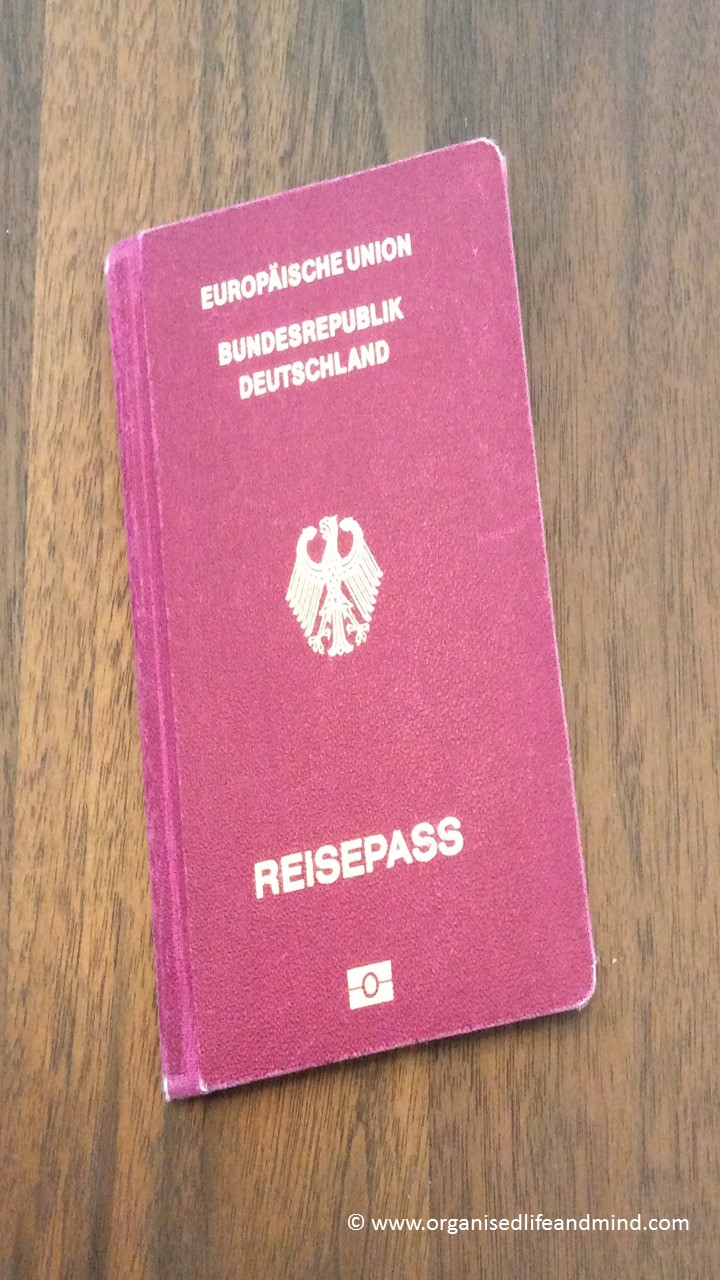 EUROPÄISCHE UNION
BUNDESREPUBLIK
DEUTSCHLAND
REISEPASS
© www.organisedlifeandmind.com